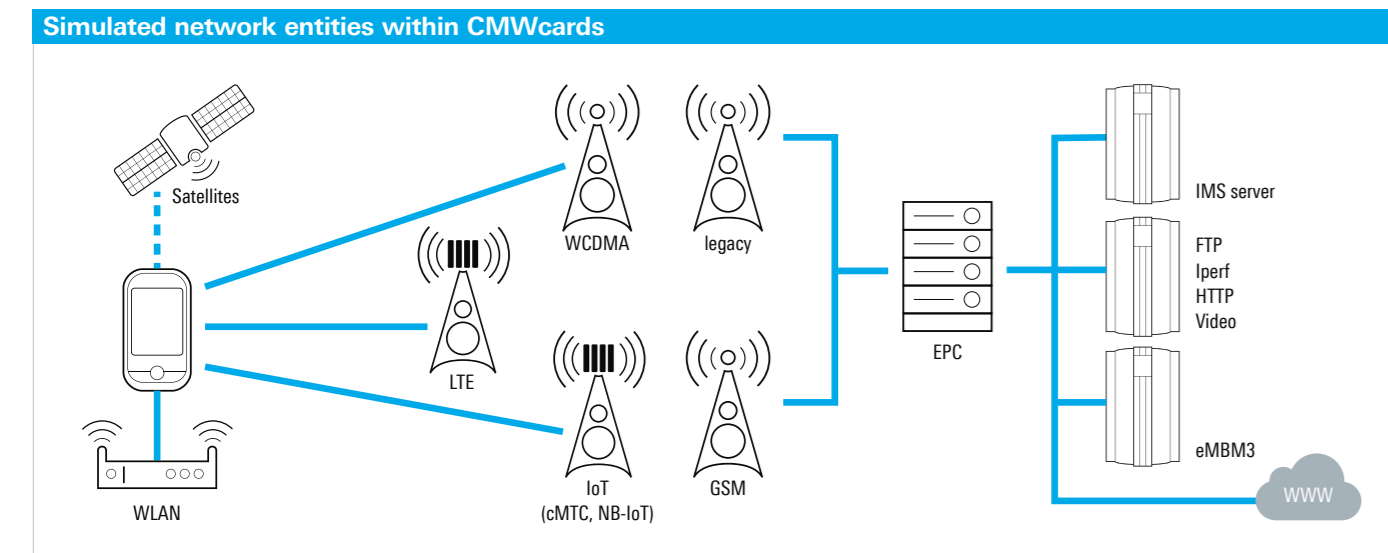 Simulated network entities within CMWcards
Satellites
WCDMA
legacy
IMS server
FTP
Iperf
HTTP
Video
EPC
LTE
eMBM3
IoT
(cMTC, NB-IoT)
GSM
WLAN
WWW